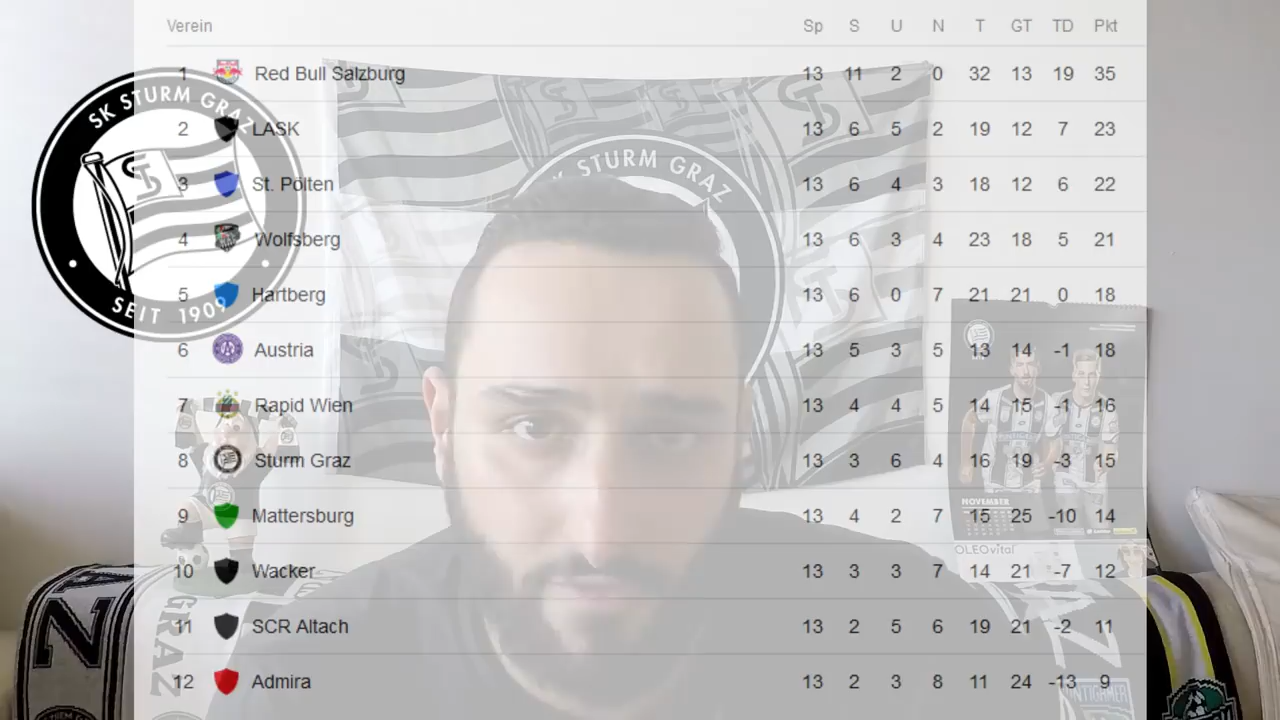 Verein Sp S U N T GT TD Pkt
1 Red Bull Salzburg 13 11 2 0 32 13 19 35
2 LASK 13 6 5 2 19 12 7 23
3 St. Pölten 13 6 4 3 18 12 6 22
4 Wolfsberg 13 6 3 4 23 18 5 21
5 Hartberg 13 6 0 7 21 21 0 18
6 Austria 13 5 3 5 13 14 -1 18
7 Rapid Wien 13 4 4 5 14 15 -1 16
8 Sturm Graz 13 3 6 4 16 19 -3 15
9 Mattersburg 13 4 2 7 15 25 -10 14
10 Wacker 13 3 3 7 14 21 -7 12
11 SCR Altach 13 2 5 6 19 21 -2 11
12 Admira 13 2 3 8 11 24 -13 9
SK STURM GRAZ
SEIT 1909
STURM GRAZ
NOVEMBER
OLEOvital
GRAZ